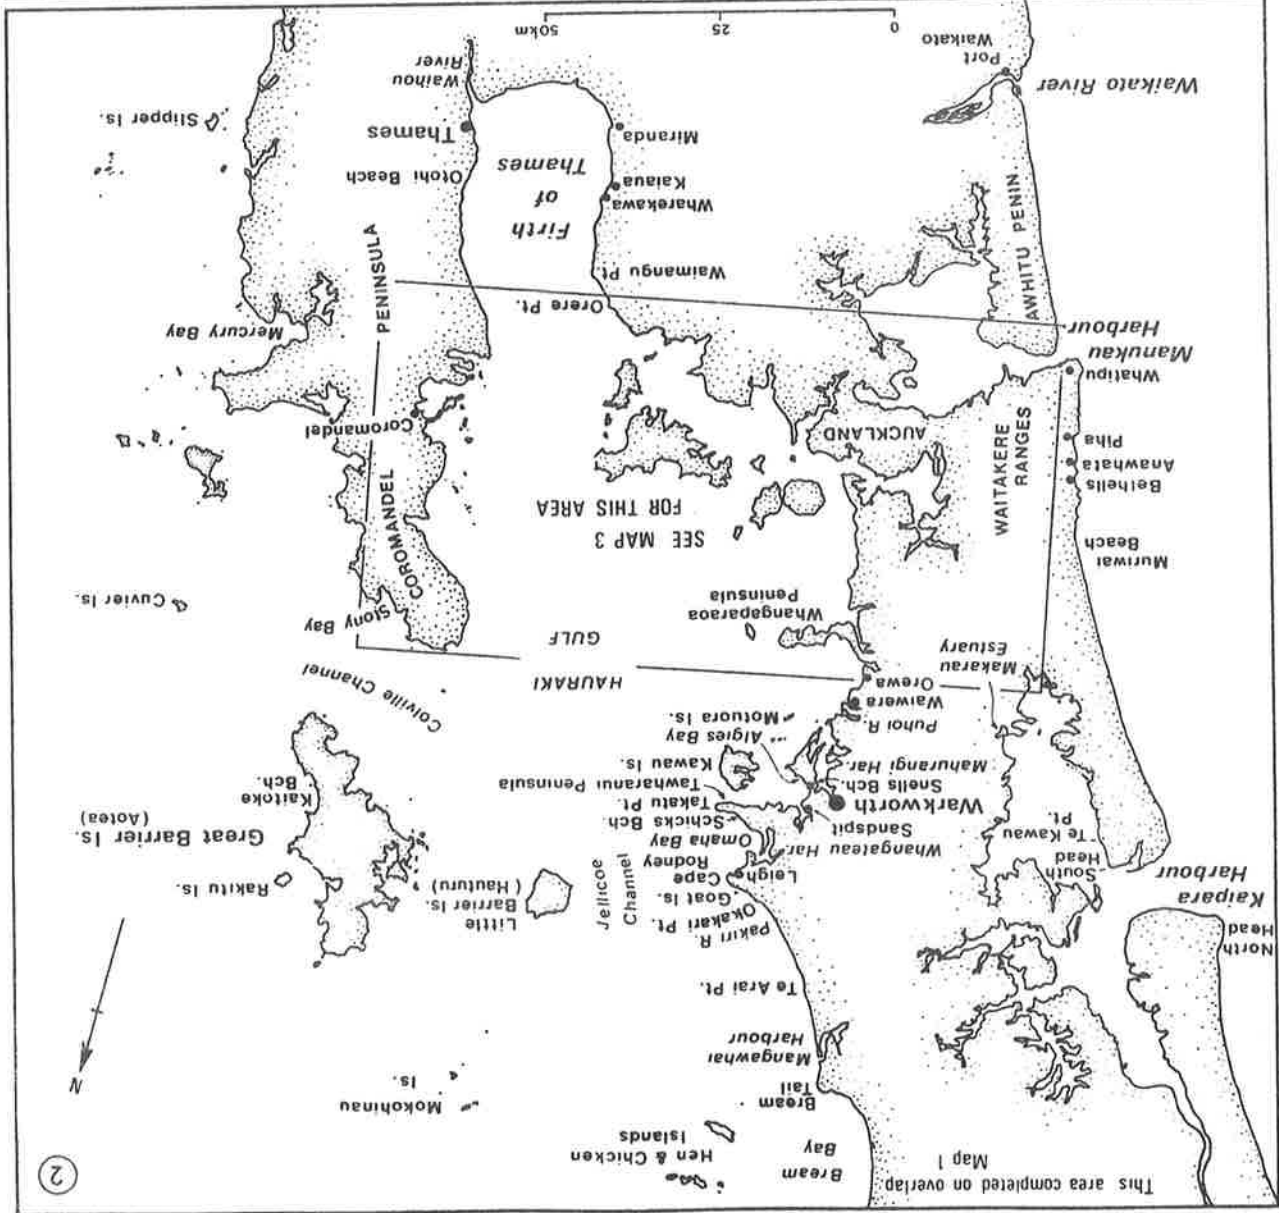 This area completed on overlap
Map 1
Bream
Bay
Hen & Chicken
Islands
2
Bream
Tail
Mokohinau
Is.
N
Mangawhai
Harbour
Te Arai Pt.
North
Head
Kaipara
Harbour
Pakiri R.
Okakari Pt.
Goat Is.
Cape
Rodney
Leigh
Jellicoe
Channel
Little
Barrier Is.
(Hauturu)
Rakitu Is.
South
Head
Te Kawau
Pt.
Whangateau Har.
Omaha Bay
Sandspit
Schicks Bch.
Takatu Pt.
Tawharanui Peninsula
Great Barrier Is.
(Aotea)
Kaitoke
Bch.
Warkworth
Snells Bch.
Mahurangi Har.
Kawau Is.
Algies Bay
Motuora Is.
Puhoi R.
Waiwera
Orewa
Colville Channel
HAURAKI
GULF
Makarau
Estuary
Whangaparaoa
Peninsula
Stony Bay
Cuvier Is.
Muriwai
Beach
SEE MAP 3
FOR THIS AREA
COROMANDEL
PENINSULA
Bethells
Anawhata
Piha
WAITAKERE
RANGES
AUCKLAND
Coromandel
Whatipu
Manukau
Harbour
Mercury Bay
Orere Pt.
Waimangu Pt.
AWHITU PENIN
Firth
of
Thames
Wharekawa
Kaiaua
Miranda
Otohi Beach
Thames
Slipper Is.
Waikato River
Port
Waikato
Waihou
River
0
25
50km